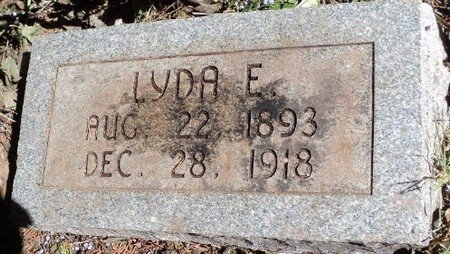 LYDA E.
AUG. 22, 1893
DEC. 28, 1918